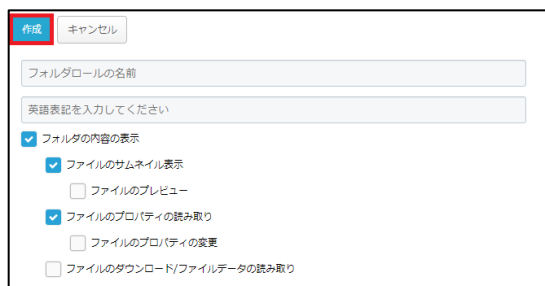 作成 キャンセル
フォルダロールの名前
英語表記を入力してください
フォルダの内容の表示
ファイルのサムネイル表示
ファイルのプレビュー
ファイルのプロパティの読み取り
ファイルのプロパティの変更
ファイルのダウンロード/ファイルデータの読み取り